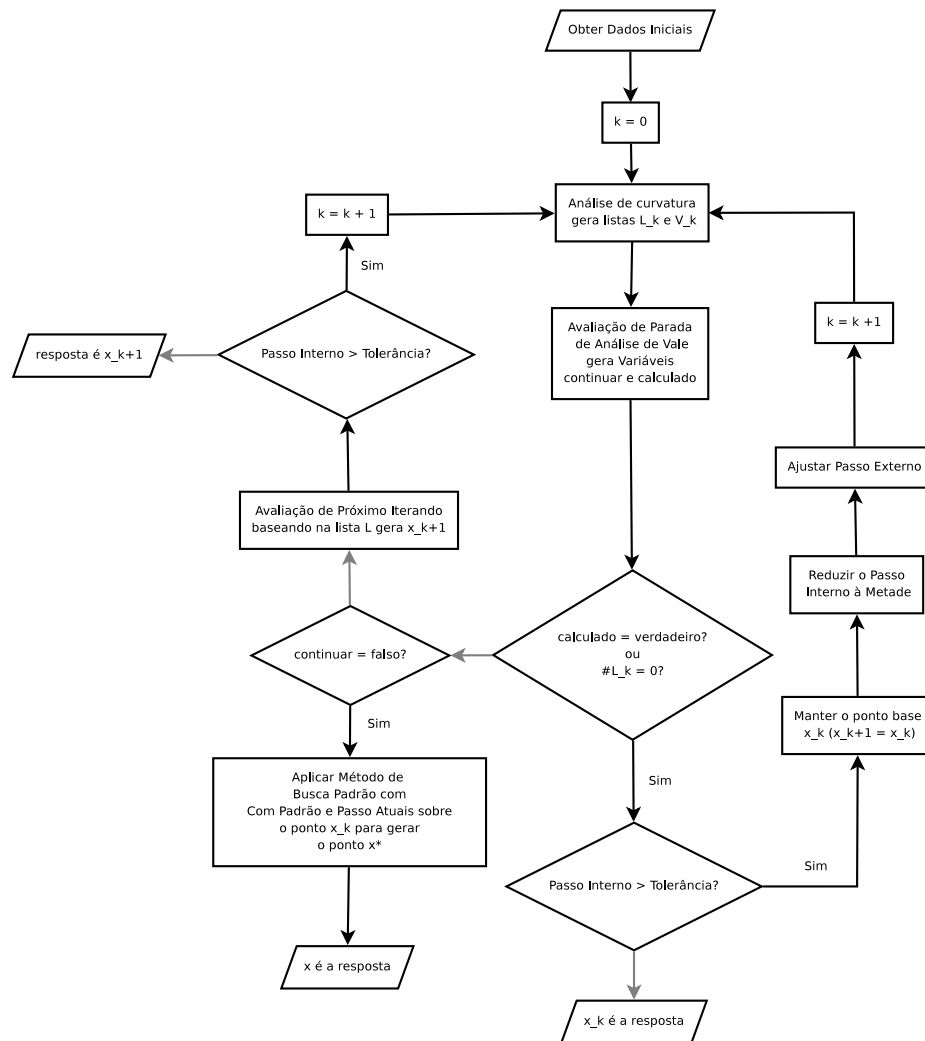 Obter Dados Iniciais
k = 0
k = k + 1
Análise de curvatura
gera listas L_k e V_k
Sim
k = k +1
resposta é x_k+1
Passo Interno > Tolerância?
Avaliação de Parada
de Análise de Vale
gera Variáveis
continuar e calculado
Ajustar Passo Externo
Avaliação de Próximo Iterando
baseando na lista L gera x_k+1
Reduzir o Passo
Interno à Metade
continuar = falso?
calculado = verdadeiro?
ou
#L_k = 0?
Manter o ponto base
x_k (x_k+1 = x_k)
Sim
Aplicar Método de
Busca Padrão com
Com Padrão e Passo Atuais sobre
o ponto x_k para gerar
o ponto x*
Sim
Passo Interno > Tolerância?
Sim
x é a resposta
x_k é a resposta